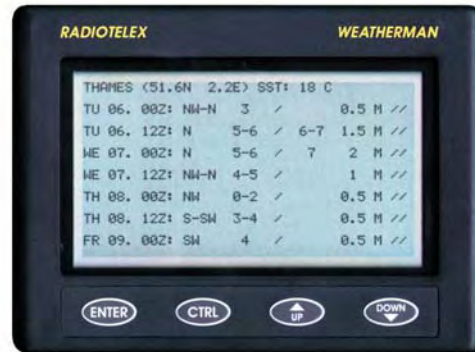 RADIOTELEX WEATHERMAN
THAMES (51.6N 2.2E) SST: 18 C
TU 06. 00Z: NW-N 3 / 0.5 M //
TU 06. 12Z: N 5-6 / 6-7 1.5 M //
WE 07. 00Z: N 5-6 / 7 2 M //
WE 07. 12Z: NW-N 4-5 / 1 M //
TH 08. 00Z: NW 0-2 / 0.5 M //
TH 08. 12Z: S-SW 3-4 / 0.5 M //
FR 09. 00Z: SW 4 / 0.5 M //
ENTER CTRL UP DOWN